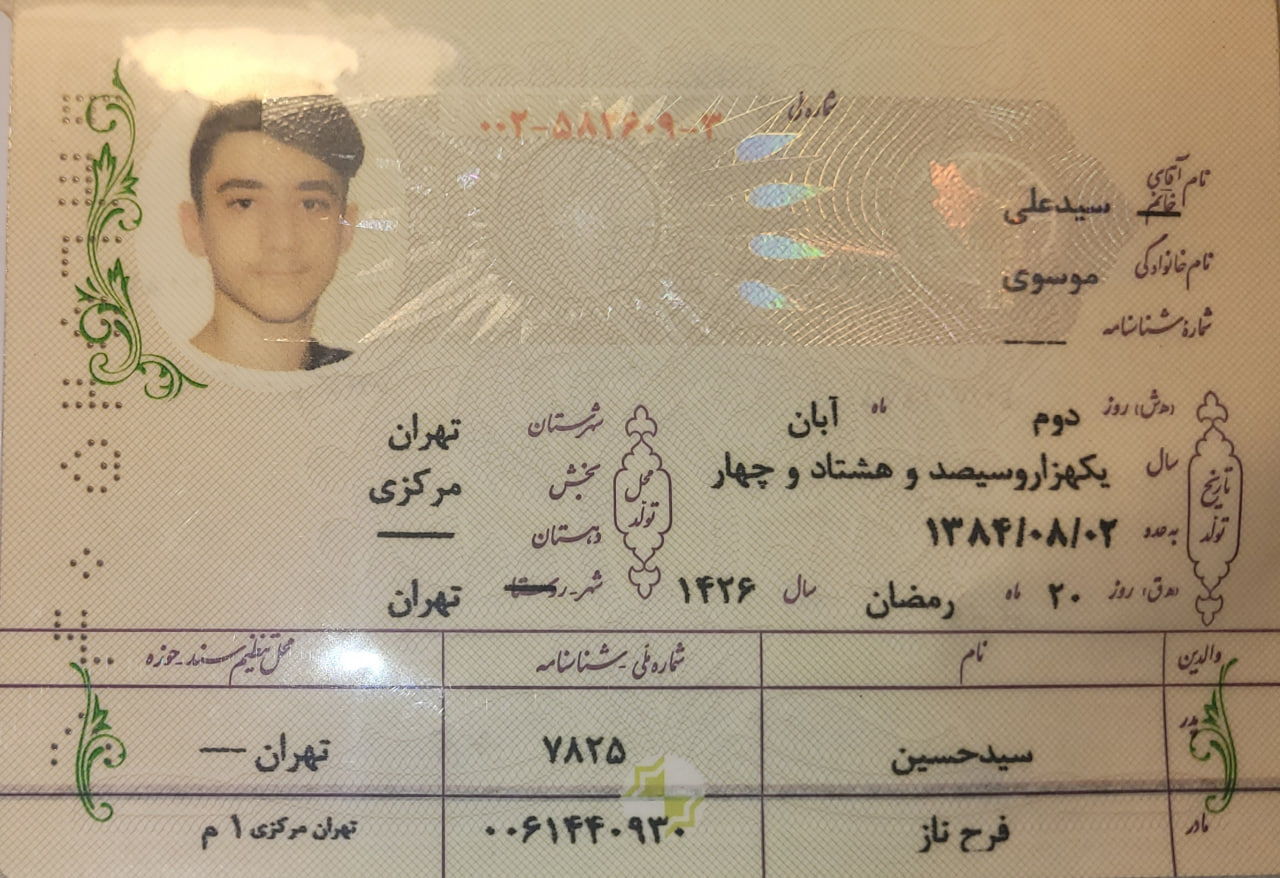 شماره ملی ۰۰۲-۵۸۲۶۰۹-۳
نام آقای سیدعلی
خانم
نام خانوادگی موسوی
شمارهٔ شناسنامه —
تاریخ تولد
(ه‍.ش) روز دوم ماه آبان
سال یکهزاروسیصد و هشتاد و چهار
به عدد ۱۳۸۴/۰۸/۰۲
(ه‍.ق) روز ۲۰ ماه رمضان سال ۱۴۲۶
محل تولد
شهرستان تهران
بخش مرکزی
دهستان —
شهر - روستا تهران
والدین نام شماره ملی - شناسنامه محل تنظیم سند - حوزه
پدر سیدحسین ۷۸۲۵ تهران —
مادر فرح ناز ۰۰۶۱۴۴۰۹۳۰ تهران مرکزی ۱ م